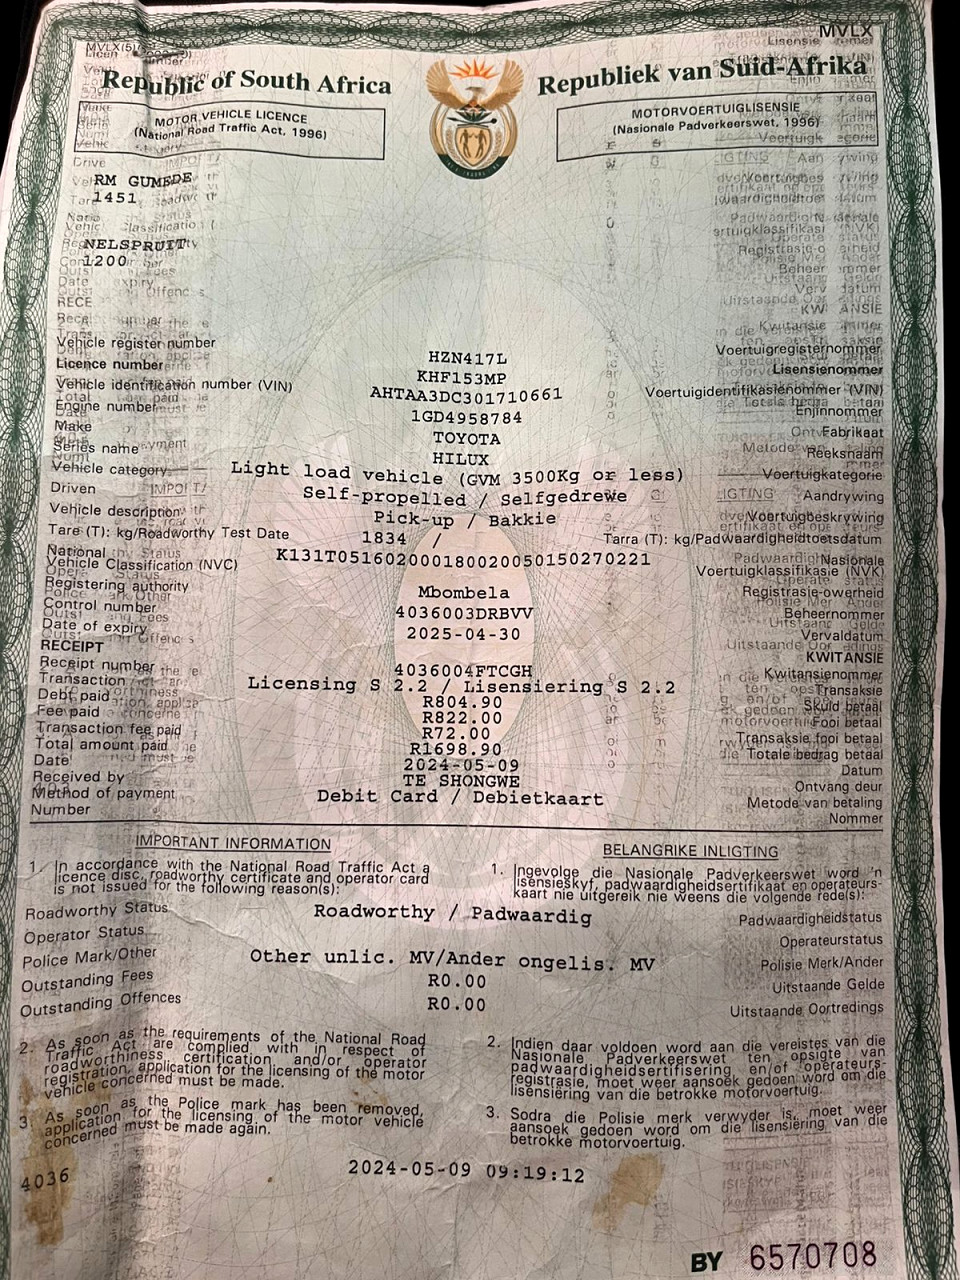 MVLX
Republic of South Africa
Republiek van Suid-Afrika
MOTOR VEHICLE LICENCE
(National Road Traffic Act, 1996)
MOTORVOERTUIGLISENSIE
(Nasionale Padverkeerswet, 1996)
RM GUMEDE
1451
NELSPRUIT
1200
Vehicle register number HZN417L Voertuigregisternommer
Licence number KHF153MP Lisensienommer
Vehicle identification number (VIN) AHTAA3DC301710661 Voertuigidentifikasienommer (VIN)
Engine number 1GD4958784 Enjinnommer
Make TOYOTA Fabrikaat
Series name HILUX Reeksnaam
Vehicle category Light load vehicle (GVM 3500Kg or less) Voertuigkategorie
Driven Self-propelled / Selfgedrewe Aandrywing
Vehicle description Pick-up / Bakkie Voertuigbeskrywing
Tare (T): kg/Roadworthy Test Date 1834 / Tarra (T): kg/Padwaardigheidtoetsdatum
National Vehicle Classification (NVC) K131T051602000180020050150270221 Nasionale Voertuigklassifikasie (NVK)
Registering authority Mbombela Registrasie-owerheid
Control number 4036003DRBVV Beheernommer
Date of expiry 2025-04-30 Vervaldatum
RECEIPT KWITANSIE
Receipt number 4036004FTCGH Kwitansienommer
Transaction Licensing S 2.2 / Lisensiering S 2.2 Transaksie
Debt paid R804.90 Skuld betaal
Fee paid R822.00 Fooi betaal
Transaction fee paid R72.00 Transaksie fooi betaal
Total amount paid R1698.90 Totale bedrag betaal
Date 2024-05-09 Datum
Received by TE SHONGWE Ontvang deur
Method of payment Debit Card / Debietkaart Metode van betaling
Number Nommer
IMPORTANT INFORMATION
BELANGRIKE INLIGTING
1. In accordance with the National Road Traffic Act a
licence disc, roadworthy certificate and operator card
is not issued for the following reason(s):
1. Ingevolge die Nasionale Padverkeerswet word 'n
lisensieskyf, padwaardigheidsertifikaat en operateurs-
kaart nie uitgereik nie weens die volgende rede(s):
Roadworthy Status Roadworthy / Padwaardig Padwaardigheidstatus
Operator Status Operateurstatus
Police Mark/Other Other unlic. MV/Ander ongelis. MV Polisie Merk/Ander
Outstanding Fees R0.00 Uitstaande Gelde
Outstanding Offences R0.00 Uitstaande Oortredings
2. As soon as the requirements of the National Road
Traffic Act are complied with in respect of
roadworthiness certification and/or operator
registration, application for the licensing of the motor
vehicle concerned must be made.
2. Indien daar voldoen word aan die vereistes van die
Nasionale Padverkeerswet ten opsigte van
padwaardigheidsertifisering en/of operateurs-
registrasie, moet weer aansoek gedoen word om die
lisensiëring van die betrokke motorvoertuig.
3. As soon as the Police mark has been removed,
application for the licensing of the motor vehicle
concerned must be made again.
3. Sodra die Polisie merk verwyder is, moet weer
aansoek gedoen word om die lisensiëring van die
betrokke motorvoertuig.
4036
2024-05-09 09:19:12
BY 6570708